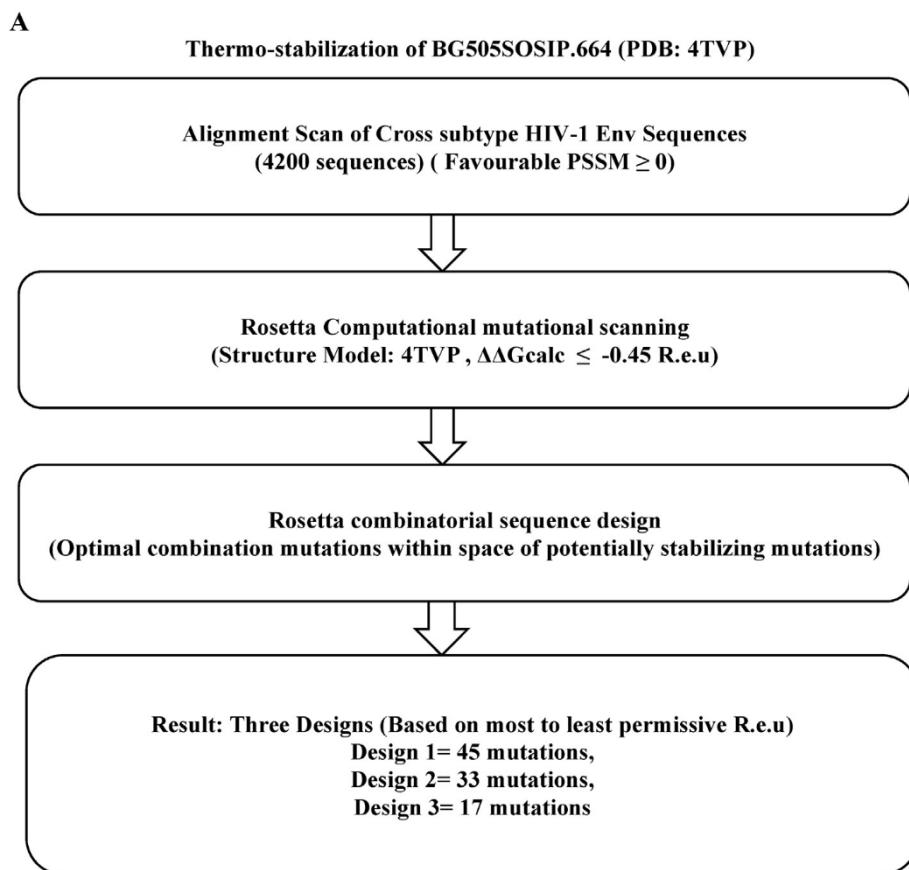 A
Thermo-stabilization of BG505SOSIP.664 (PDB: 4TVP)
Alignment Scan of Cross subtype HIV-1 Env Sequences
(4200 sequences) ( Favourable PSSM ≥ 0)
Rosetta Computational mutational scanning
(Structure Model: 4TVP , ΔΔGcalc ≤ -0.45 R.e.u)
Rosetta combinatorial sequence design
(Optimal combination mutations within space of potentially stabilizing mutations)
Result: Three Designs (Based on most to least permissive R.e.u)
Design 1= 45 mutations,
Design 2= 33 mutations,
Design 3= 17 mutations